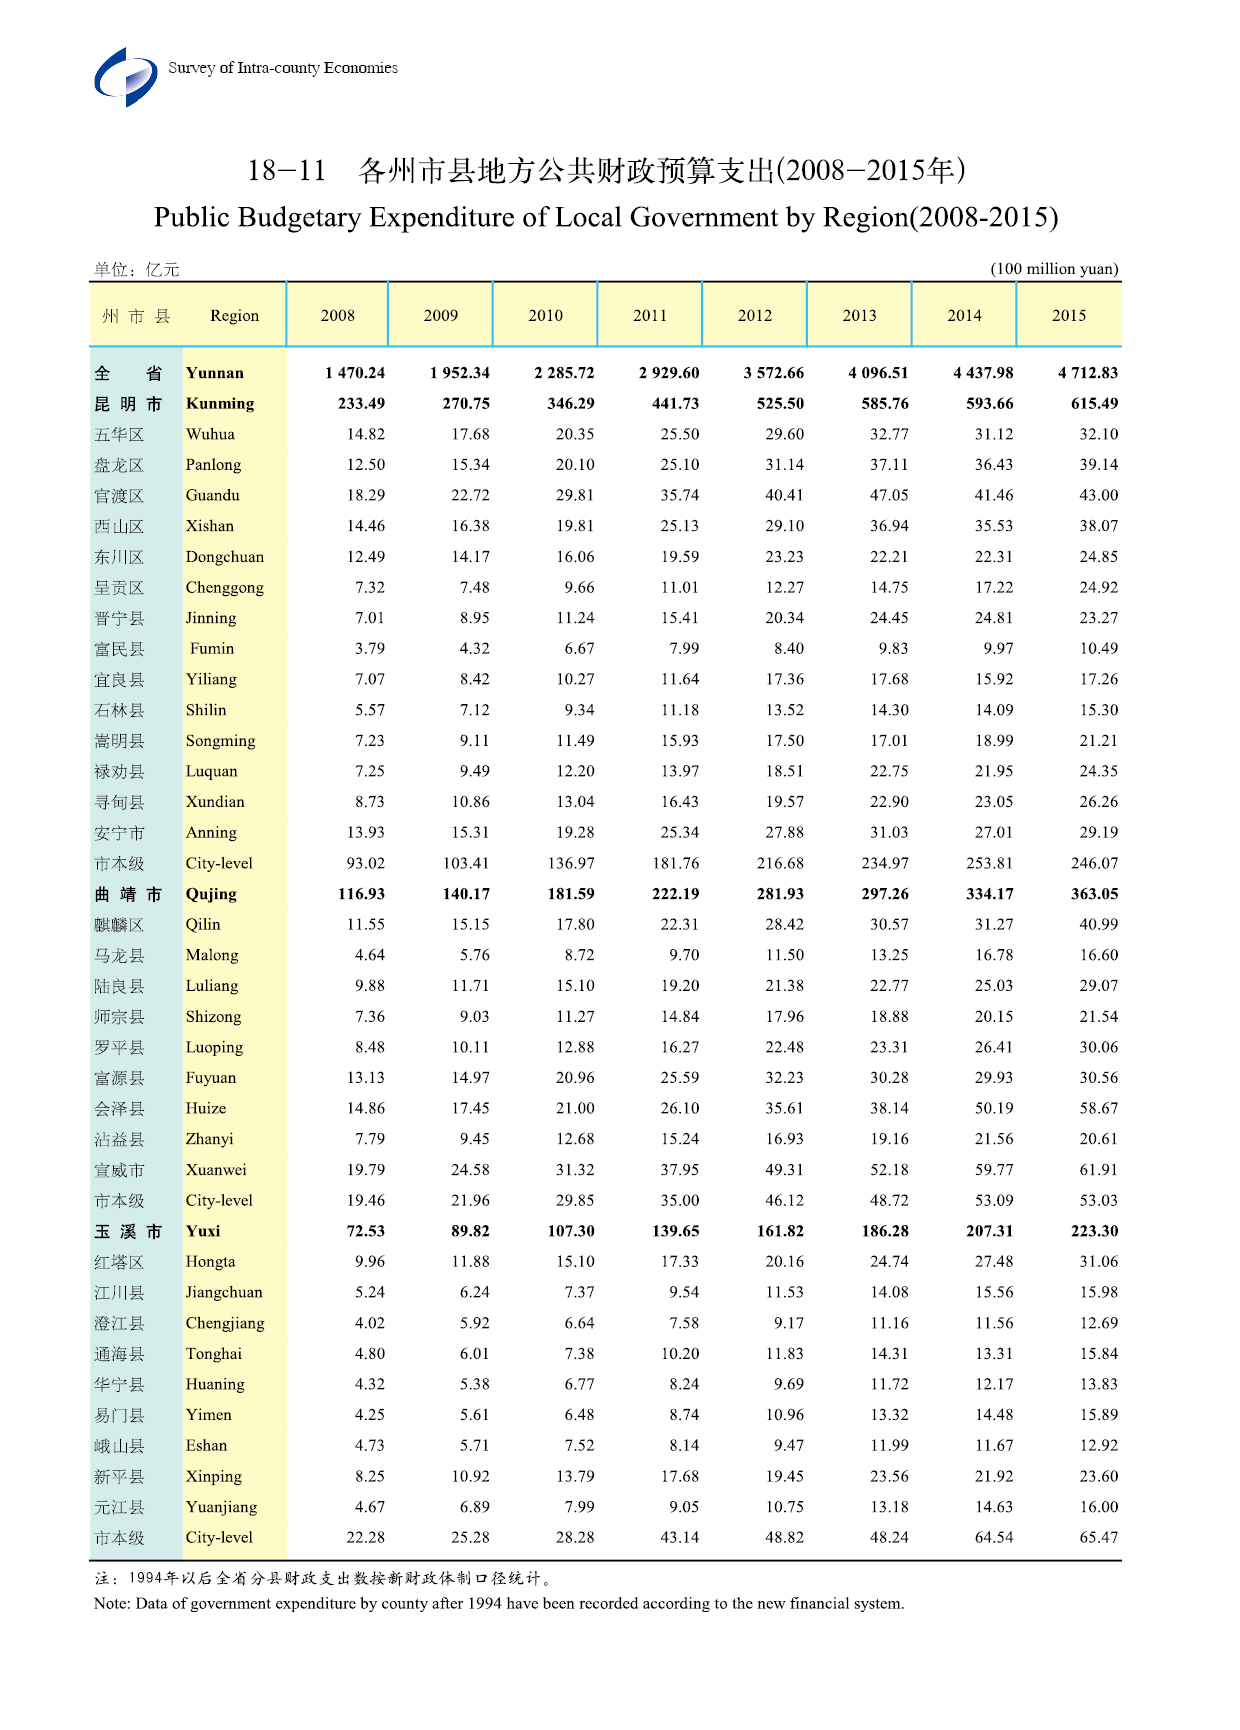 Survey of Intra-county Economies
18-11 各州市县地方公共财政预算支出(2008-2015年)
Public Budgetary Expenditure of Local Government by Region(2008-2015)
单位：亿元 (100 million yuan)
州 市 县 Region 2008 2009 2010 2011 2012 2013 2014 2015
全 省 Yunnan 1 470.24 1 952.34 2 285.72 2 929.60 3 572.66 4 096.51 4 437.98 4 712.83
昆 明 市 Kunming 233.49 270.75 346.29 441.73 525.50 585.76 593.66 615.49
五华区 Wuhua 14.82 17.68 20.35 25.50 29.60 32.77 31.12 32.10
盘龙区 Panlong 12.50 15.34 20.10 25.10 31.14 37.11 36.43 39.14
官渡区 Guandu 18.29 22.72 29.81 35.74 40.41 47.05 41.46 43.00
西山区 Xishan 14.46 16.38 19.81 25.13 29.10 36.94 35.53 38.07
东川区 Dongchuan 12.49 14.17 16.06 19.59 23.23 22.21 22.31 24.85
呈贡区 Chenggong 7.32 7.48 9.66 11.01 12.27 14.75 17.22 24.92
晋宁县 Jinning 7.01 8.95 11.24 15.41 20.34 24.45 24.81 23.27
富民县 Fumin 3.79 4.32 6.67 7.99 8.40 9.83 9.97 10.49
宜良县 Yiliang 7.07 8.42 10.27 11.64 17.36 17.68 15.92 17.26
石林县 Shilin 5.57 7.12 9.34 11.18 13.52 14.30 14.09 15.30
嵩明县 Songming 7.23 9.11 11.49 15.93 17.50 17.01 18.99 21.21
禄劝县 Luquan 7.25 9.49 12.20 13.97 18.51 22.75 21.95 24.35
寻甸县 Xundian 8.73 10.86 13.04 16.43 19.57 22.90 23.05 26.26
安宁市 Anning 13.93 15.31 19.28 25.34 27.88 31.03 27.01 29.19
市本级 City-level 93.02 103.41 136.97 181.76 216.68 234.97 253.81 246.07
曲 靖 市 Qujing 116.93 140.17 181.59 222.19 281.93 297.26 334.17 363.05
麒麟区 Qilin 11.55 15.15 17.80 22.31 28.42 30.57 31.27 40.99
马龙县 Malong 4.64 5.76 8.72 9.70 11.50 13.25 16.78 16.60
陆良县 Luliang 9.88 11.71 15.10 19.20 21.38 22.77 25.03 29.07
师宗县 Shizong 7.36 9.03 11.27 14.84 17.96 18.88 20.15 21.54
罗平县 Luoping 8.48 10.11 12.88 16.27 22.48 23.31 26.41 30.06
富源县 Fuyuan 13.13 14.97 20.96 25.59 32.23 30.28 29.93 30.56
会泽县 Huize 14.86 17.45 21.00 26.10 35.61 38.14 50.19 58.67
沾益县 Zhanyi 7.79 9.45 12.68 15.24 16.93 19.16 21.56 20.61
宣威市 Xuanwei 19.79 24.58 31.32 37.95 49.31 52.18 59.77 61.91
市本级 City-level 19.46 21.96 29.85 35.00 46.12 48.72 53.09 53.03
玉 溪 市 Yuxi 72.53 89.82 107.30 139.65 161.82 186.28 207.31 223.30
红塔区 Hongta 9.96 11.88 15.10 17.33 20.16 24.74 27.48 31.06
江川县 Jiangchuan 5.24 6.24 7.37 9.54 11.53 14.08 15.56 15.98
澄江县 Chengjiang 4.02 5.92 6.64 7.58 9.17 11.16 11.56 12.69
通海县 Tonghai 4.80 6.01 7.38 10.20 11.83 14.31 13.31 15.84
华宁县 Huaning 4.32 5.38 6.77 8.24 9.69 11.72 12.17 13.83
易门县 Yimen 4.25 5.61 6.48 8.74 10.96 13.32 14.48 15.89
峨山县 Eshan 4.73 5.71 7.52 8.14 9.47 11.99 11.67 12.92
新平县 Xinping 8.25 10.92 13.79 17.68 19.45 23.56 21.92 23.60
元江县 Yuanjiang 4.67 6.89 7.99 9.05 10.75 13.18 14.63 16.00
市本级 City-level 22.28 25.28 28.28 43.14 48.82 48.24 64.54 65.47
注：1994年以后全省分县财政支出数按新财政体制口径统计。
Note: Data of government expenditure by county after 1994 have been recorded according to the new financial system.